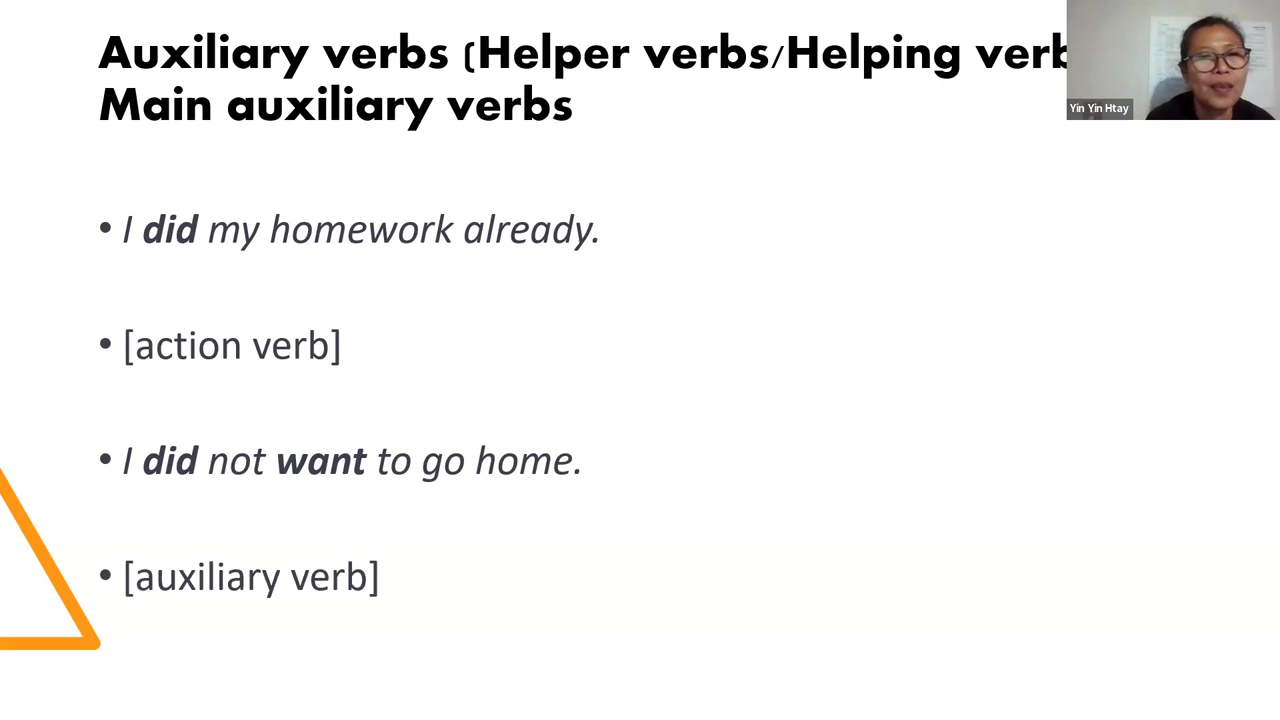 Auxiliary verbs (Helper verbs/Helping verb
Main auxiliary verbs
Yin Yin Htay
• I did my homework already.
• [action verb]
• I did not want to go home.
• [auxiliary verb]